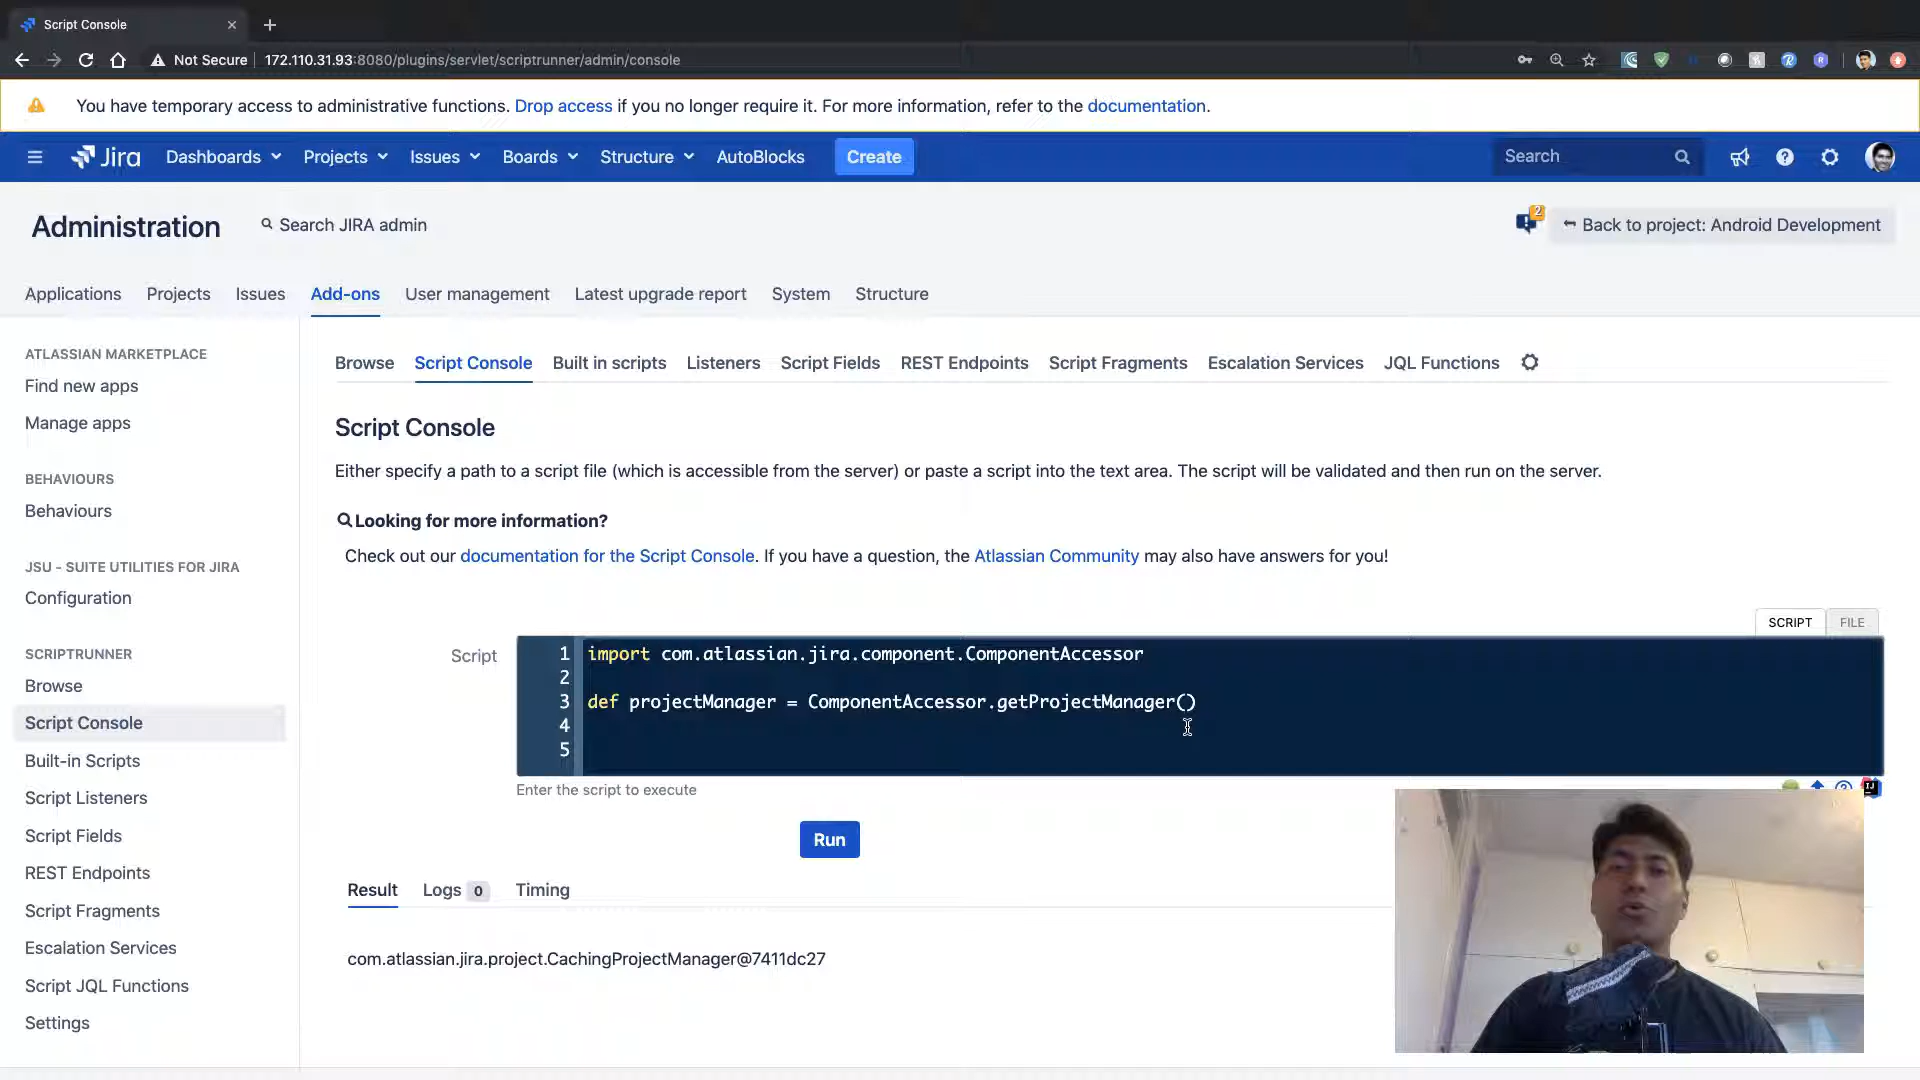 Script Console
Not Secure 172.110.31.93:8080/plugins/servlet/scriptrunner/admin/console
You have temporary access to administrative functions. Drop access if you no longer require it. For more information, refer to the documentation.
Jira Dashboards Projects Issues Boards Structure AutoBlocks Create Search
Administration Search JIRA admin 2 Back to project: Android Development
Applications Projects Issues Add-ons User management Latest upgrade report System Structure
ATLASSIAN MARKETPLACE
Find new apps
Manage apps
BEHAVIOURS
Behaviours
JSU - SUITE UTILITIES FOR JIRA
Configuration
SCRIPTRUNNER
Browse
Script Console
Built-in Scripts
Script Listeners
Script Fields
REST Endpoints
Script Fragments
Escalation Services
Script JQL Functions
Settings
Browse Script Console Built in scripts Listeners Script Fields REST Endpoints Script Fragments Escalation Services JQL Functions
Script Console
Either specify a path to a script file (which is accessible from the server) or paste a script into the text area. The script will be validated and then run on the server.
Looking for more information?
Check out our documentation for the Script Console. If you have a question, the Atlassian Community may also have answers for you!
SCRIPT FILE
Script
1 import com.atlassian.jira.component.ComponentAccessor
2
3 def projectManager = ComponentAccessor.getProjectManager()
4
5
Enter the script to execute
Run
Result Logs 0 Timing
com.atlassian.jira.project.CachingProjectManager@7411dc27